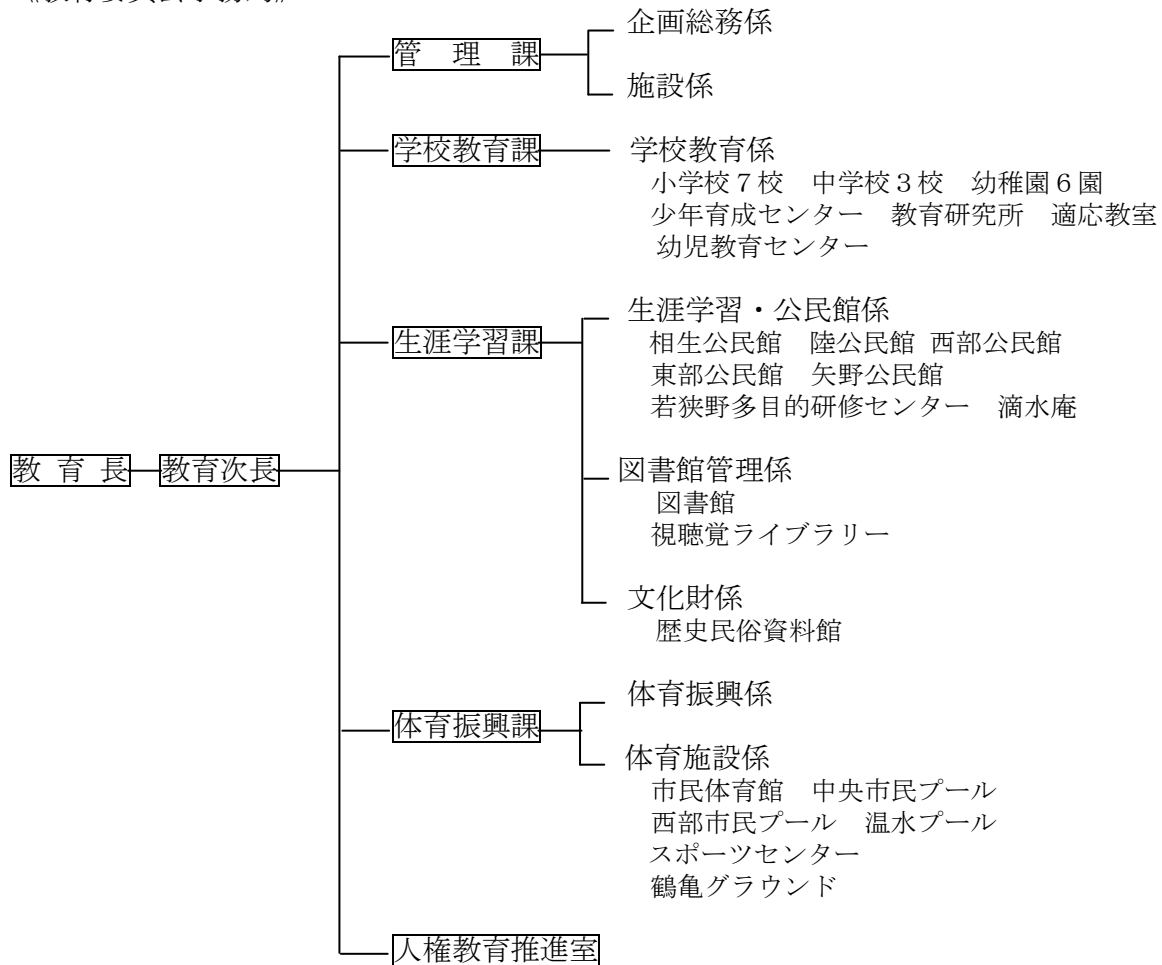 企画総務係
管　理　課
施設係
学校教育課
学校教育係
小学校７校　中学校３校　幼稚園６園
少年育成センター　教育研究所　適応教室
幼児教育センター
生涯学習・公民館係
生涯学習課
相生公民館　陸公民館 西部公民館
東部公民館　矢野公民館
若狭野多目的研修センター　滴水庵
教 育 長
教育次長
図書館管理係
図書館
視聴覚ライブラリー
文化財係
歴史民俗資料館
体育振興係
体育振興課
体育施設係
市民体育館　中央市民プール
西部市民プール　温水プール
スポーツセンター
鶴亀グラウンド
人権教育推進室